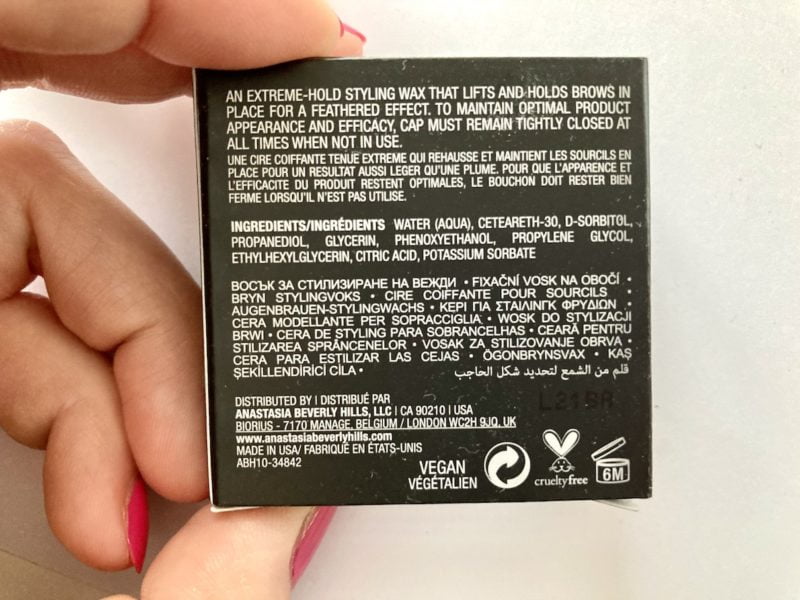 AN EXTREME-HOLD STYLING WAX THAT LIFTS AND HOLDS BROWS IN
PLACE FOR A FEATHERED EFFECT. TO MAINTAIN OPTIMAL PRODUCT
APPEARANCE AND EFFICACY, CAP MUST REMAIN TIGHTLY CLOSED AT
ALL TIMES WHEN NOT IN USE.
UNE CIRE COIFFANTE TENUE EXTREME QUI REHAUSSE ET MAINTIENT LES SOURCILS EN
PLACE POUR UN RESULTAT AUSSI LEGER QU'UNE PLUME. POUR QUE L'APPARENCE ET
L'EFFICACITE DU PRODUIT RESTENT OPTIMALES, LE BOUCHON DOIT RESTER BIEN
FERME LORSQU'IL N'EST PAS UTILISE.
INGREDIENTS/INGRÉDIENTS WATER (AQUA), CETEARETH-30, D-SORBITOL,
PROPANEDIOL, GLYCERIN, PHENOXYETHANOL, PROPYLENE GLYCOL,
ETHYLHEXYLGLYCERIN, CITRIC ACID, POTASSIUM SORBATE
ВОСЪК ЗА СТИЛИЗИРАНЕ НА ВЕЖДИ • FIXAČNÍ VOSK NA OBOČÍ •
BRYN STYLINGVOKS • CIRE COIFFANTE POUR SOURCILS •
AUGENBRAUEN-STYLINGWACHS • ΚΕΡΙ ΓΙΑ ΣΤΑΙΛΙΝΓΚ ΦΡΥΔΙΩΝ •
CERA MODELLANTE PER SOPRACCIGLIA • WOSK DO STYLIZACJI
BRWI • CERA DE STYLING PARA SOBRANCELHAS • CEARĂ PENTRU
STILIZAREA SPRÂNCENELOR • VOSAK ZA STILIZOVANJE OBRVA •
CERA PARA ESTILIZAR LAS CEJAS • ÖGONBRYNSVAX • KAŞ
ŞEKİLLENDİRİCİ CİLA • قلم من الشمع لتحديد شكل الحاجب
DISTRIBUTED BY | DISTRIBUÉ PAR
ANASTASIA BEVERLY HILLS, LLC | CA 90210 | USA
BIORIUS - 7170 MANAGE, BELGIUM / LONDON WC2H 9JQ, UK
www.anastasiabeverlyhills.com
MADE IN USA/ FABRIQUÉ EN ÉTATS-UNIS
ABH10-34842
VEGAN
VÉGÉTALIEN
crueltyfree
6M